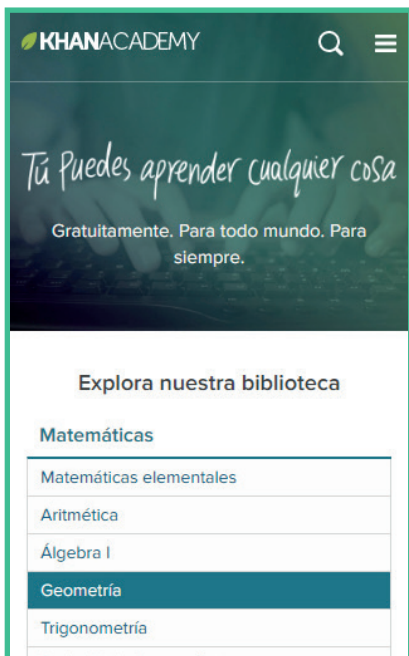 KHANACADEMY
Tú Puedes aprender cualquier cosa
Gratuitamente. Para todo mundo. Para
siempre.
Explora nuestra biblioteca
Matemáticas
Matemáticas elementales
Aritmética
Álgebra I
Geometría
Trigonometría